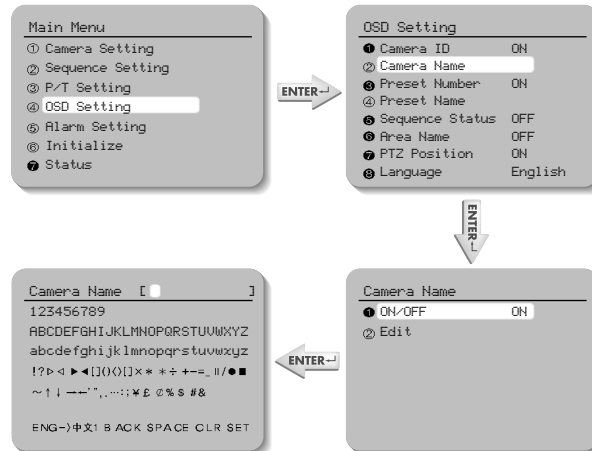 Main Menu
① Camera Setting
② Sequence Setting
③ P/T Setting
④ OSD Setting
⑤ Alarm Setting
⑥ Initialize
❼ Status
ENTER↵
OSD Setting
❶ Camera ID ON
② Camera Name
❸ Preset Number ON
④ Preset Name
❺ Sequence Status OFF
❻ Area Name OFF
❼ PTZ Position ON
❽ Language English
ENTER↵
Camera Name
❶ ON/OFF ON
② Edit
ENTER↵
Camera Name [ ]
123456789
ABCDEFGHIJKLMNOPQRSTUVWXYZ
abcdefghijklmnopqrstuvwxyz
!?▷◁ ▶◀[]()⟨⟩[]×＊＊÷ +−=_॥/●■
～↑↓→←'",.…:;¥£₡%$ #&
ENG-)中文1 B ACK SPACE CLR SET